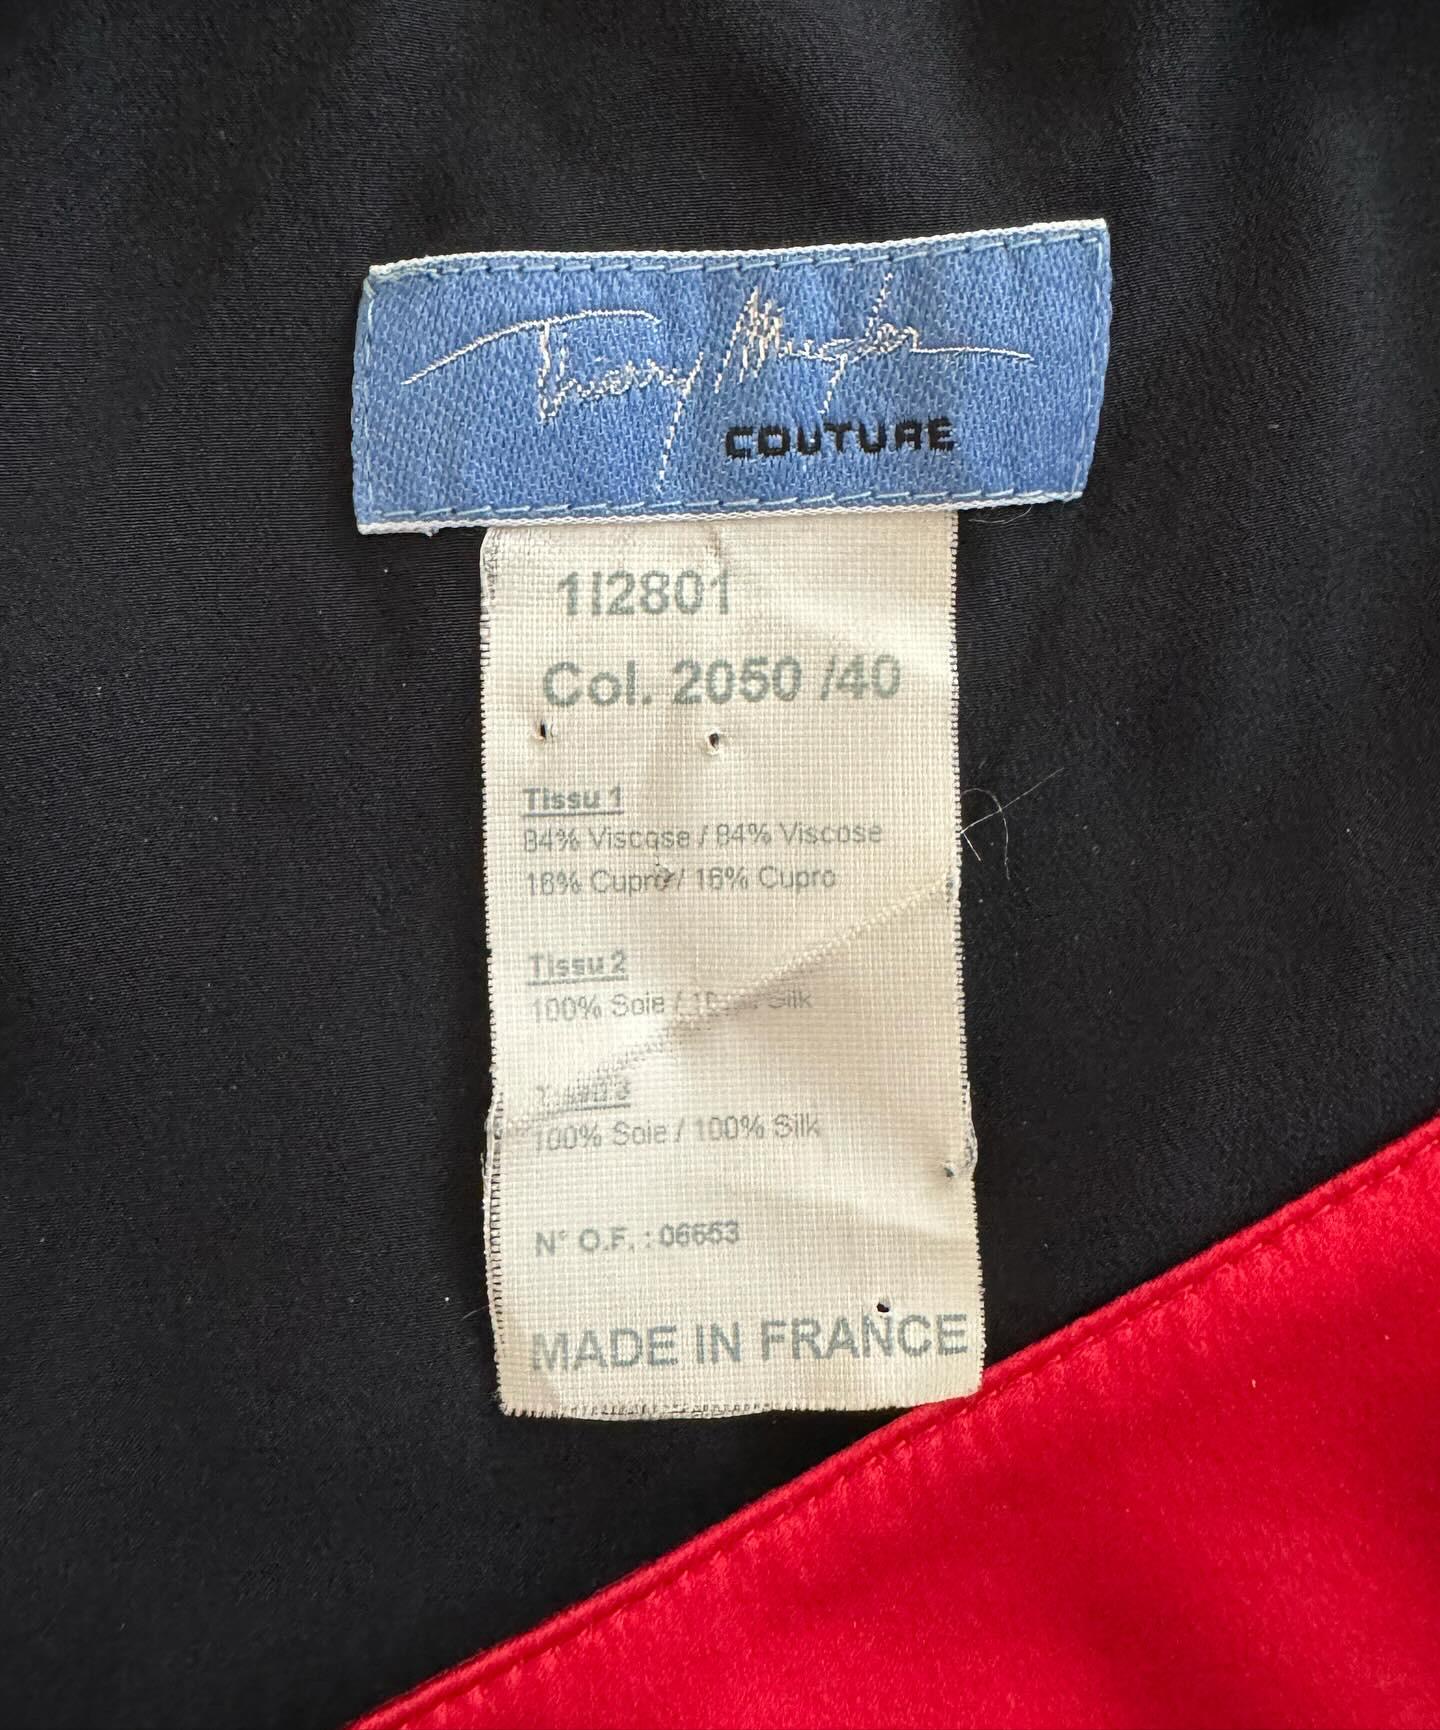 Thierry Mugler
COUTURE
1I2801
Col. 2050 /40
Tissu 1
84% Viscose / 84% Viscose
16% Cupro / 16% Cupro
Tissu 2
100% Soie / Silk
100% Soie / 100% Silk
N° O.F. : 06653
MADE IN FRANCE